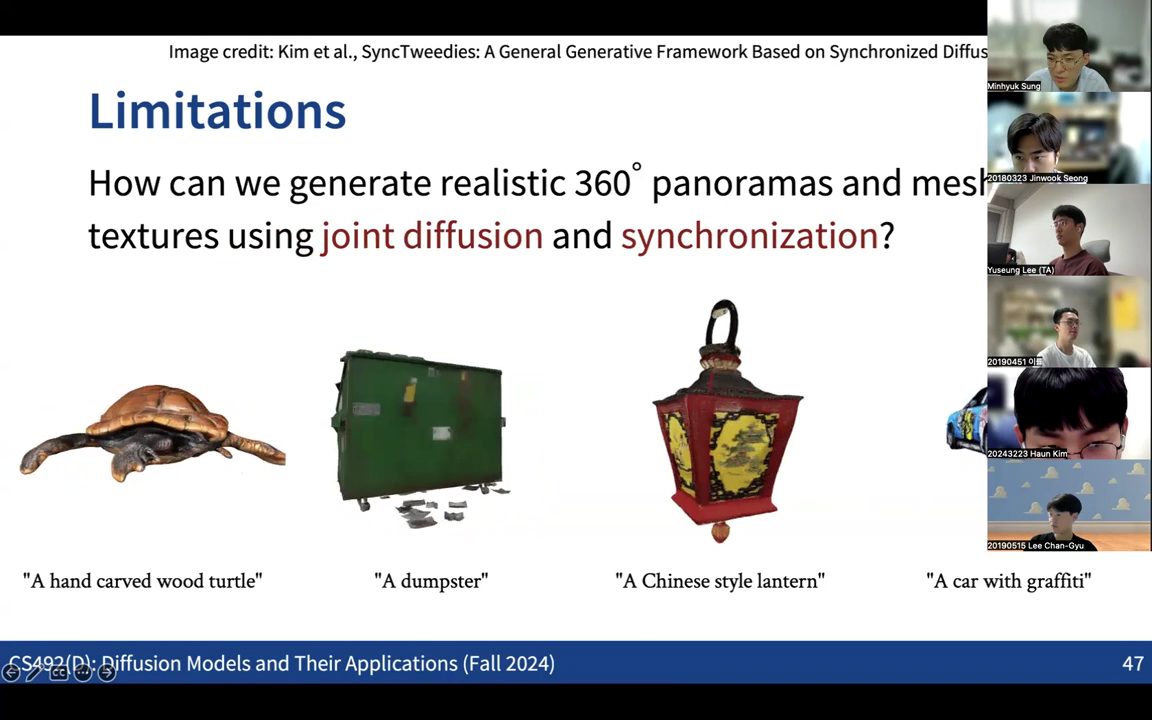 Image credit: Kim et al., SyncTweedies: A General Generative Framework Based on Synchronized Diffus
Limitations
How can we generate realistic 360° panoramas and mesh
textures using joint diffusion and synchronization?
"A hand carved wood turtle"
"A dumpster"
"A Chinese style lantern"
"A car with graffiti"
CS492(D): Diffusion Models and Their Applications (Fall 2024)
47
Minhyuk Sung
20180323 Jinwook Seong
Yuseung Lee (TA)
20190451 이름
20243223 Haun Kim
20190515 Lee Chan-Gyu